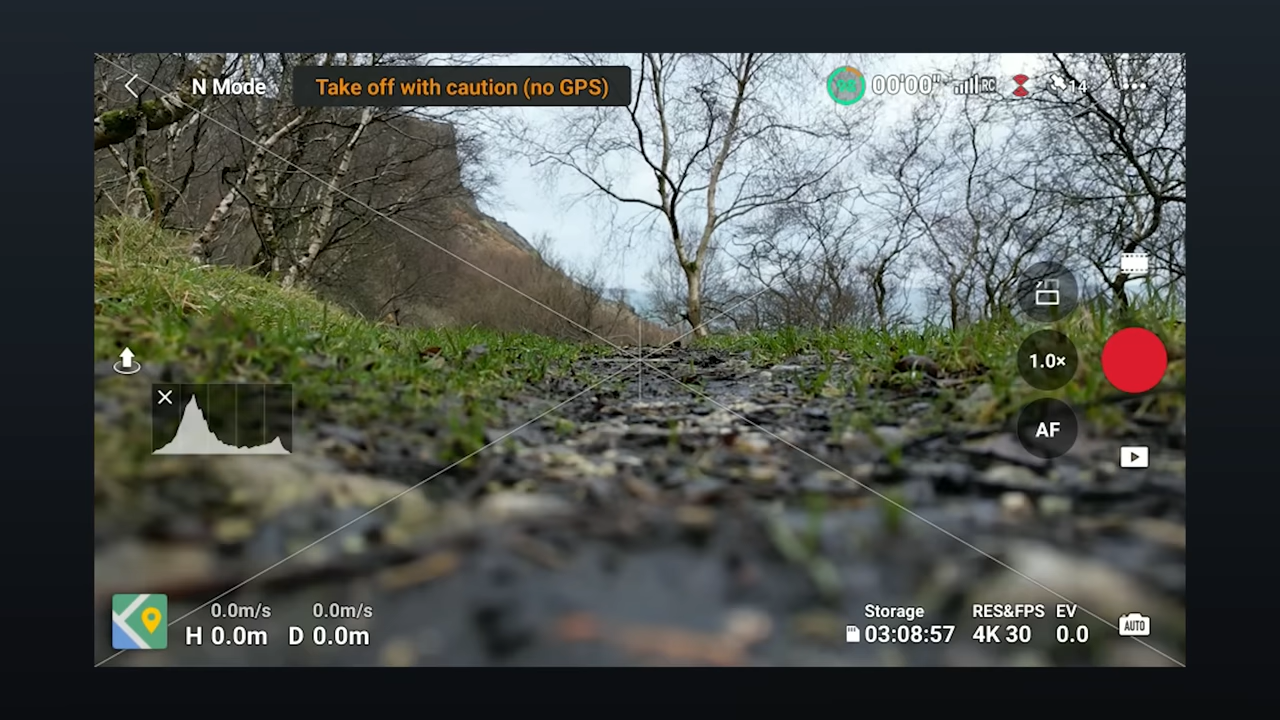 N Mode
Take off with caution (no GPS)
00'00"
RC
14
1.0×
AF
0.0m/s 0.0m/s
H 0.0m D 0.0m
Storage RES&FPS EV
03:08:57 4K 30 0.0
AUTO